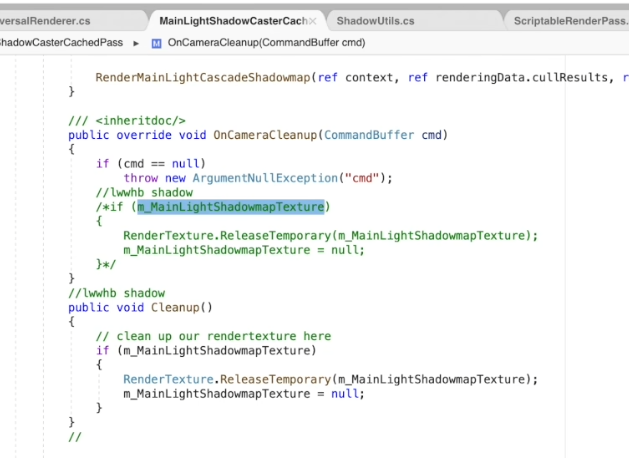 versalRenderer.cs
MainLightShadowCasterCach
ShadowUtils.cs
ScriptableRenderPass.
hadowCasterCachedPass ▸ M OnCameraCleanup(CommandBuffer cmd)
RenderMainLightCascadeShadowmap(ref context, ref renderingData.cullResults, r
}
/// <inheritdoc/>
public override void OnCameraCleanup(CommandBuffer cmd)
{
if (cmd == null)
throw new ArgumentNullException("cmd");
//lwwhb shadow
/*if (m_MainLightShadowmapTexture)
{
RenderTexture.ReleaseTemporary(m_MainLightShadowmapTexture);
m_MainLightShadowmapTexture = null;
}*/
}
//lwwhb shadow
public void Cleanup()
{
// clean up our rendertexture here
if (m_MainLightShadowmapTexture)
{
RenderTexture.ReleaseTemporary(m_MainLightShadowmapTexture);
m_MainLightShadowmapTexture = null;
}
}
//